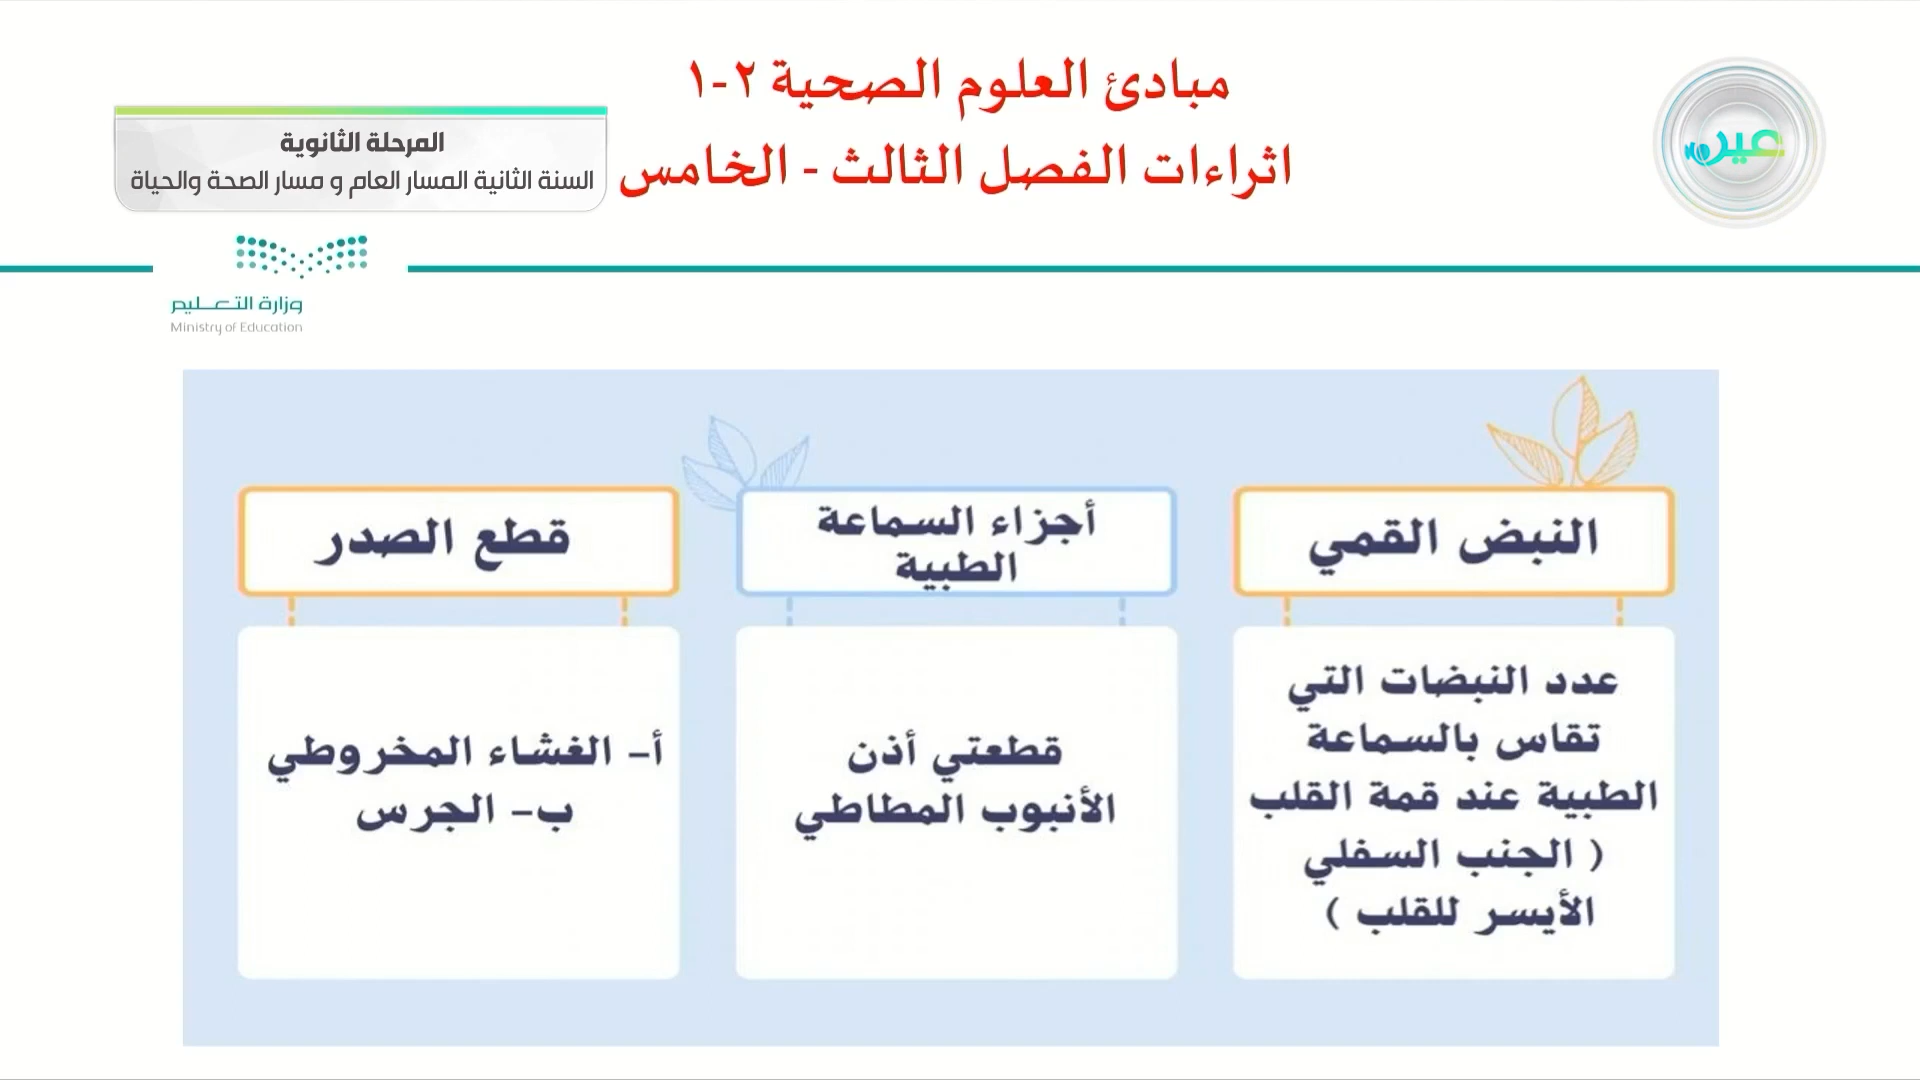 مبادئ العلوم الصحية ٢-١
اثراءات الفصل الثالث - الخامس
عين
المرحلة الثانوية
السنة الثانية المسار العام و مسار الصحة والحياة
وزارة التعليم
Ministry of Education
النبض القمي
عدد النبضات التي
تقاس بالسماعة
الطبية عند قمة القلب
( الجنب السفلي
الأيسر للقلب )
أجزاء السماعة
الطبية
قطعتي أذن
الأنبوب المطاطي
قطع الصدر
أ- الغشاء المخروطي
ب- الجرس